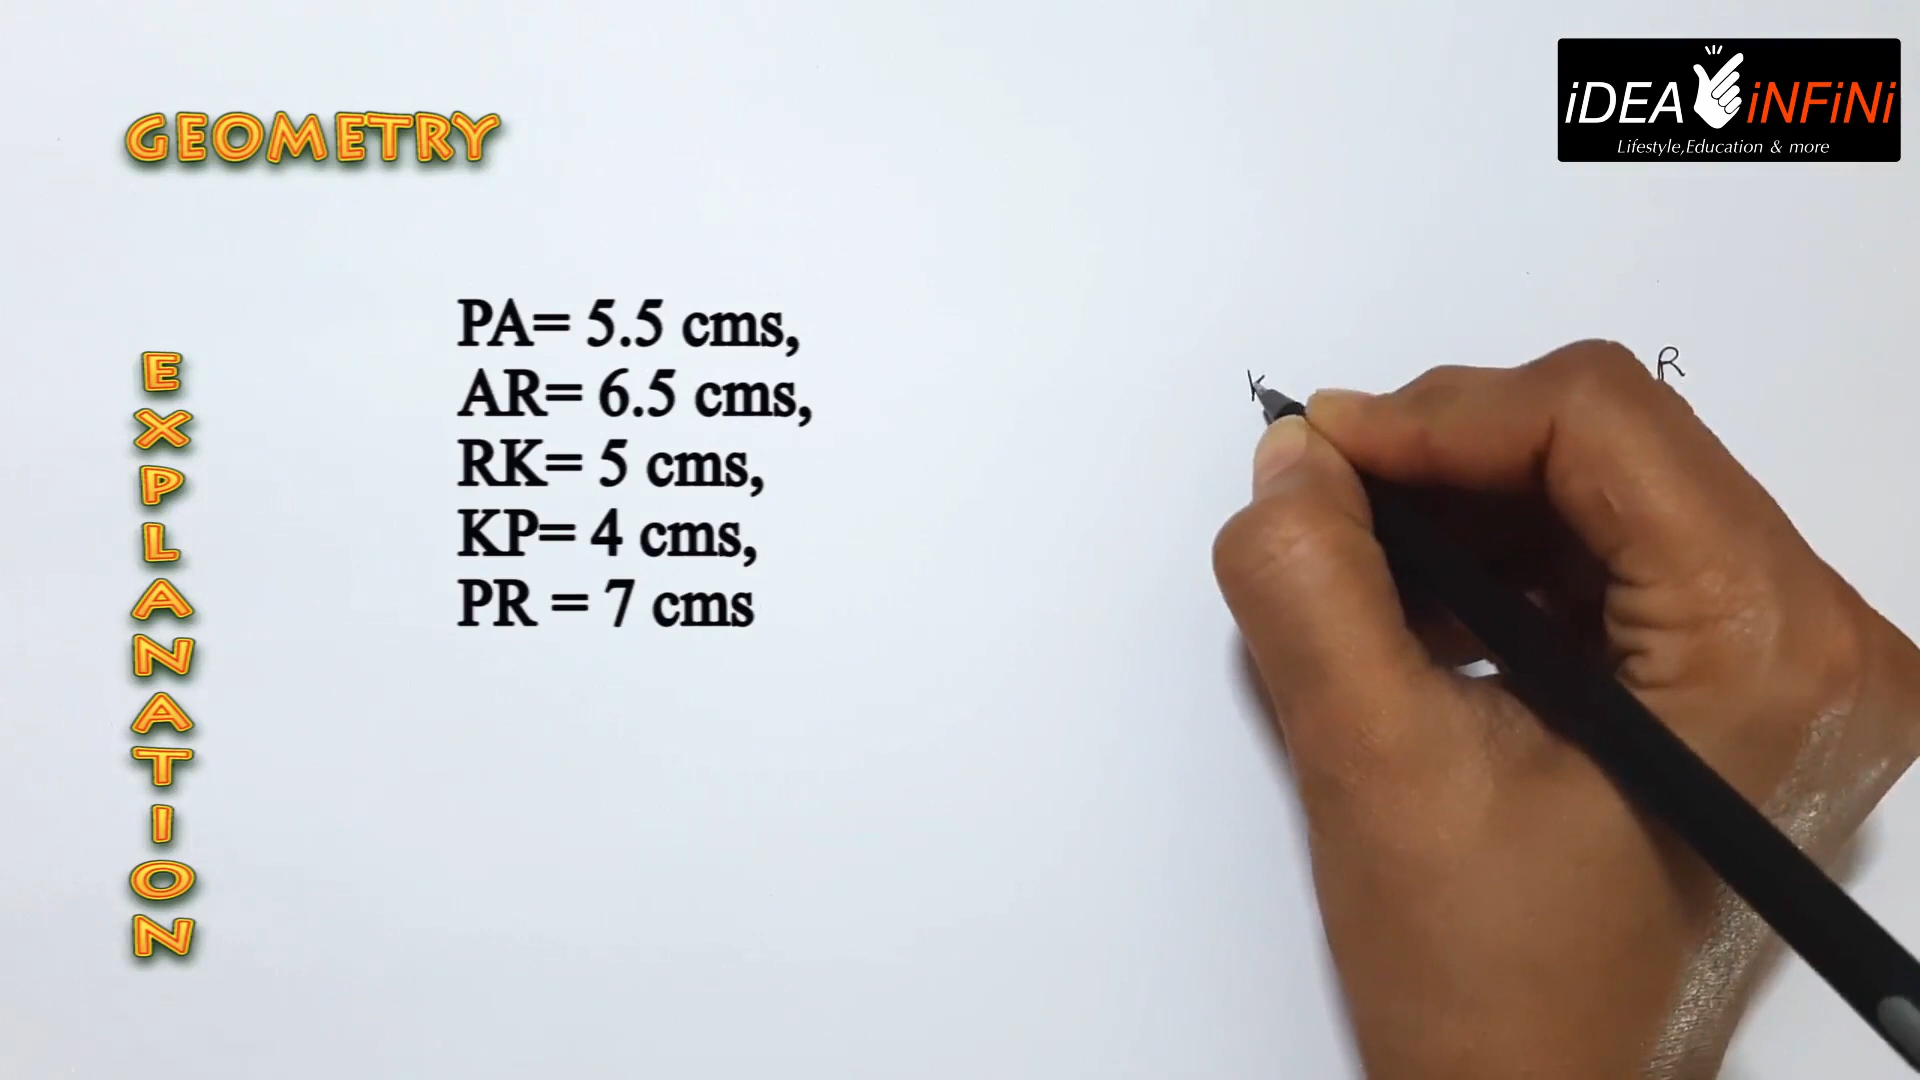 GEOMETRY
iDEA iNFiNi
Lifestyle,Education & more
EXPLANATION
PA= 5.5 cms,
AR= 6.5 cms,
RK= 5 cms,
KP= 4 cms,
PR = 7 cms
K
R